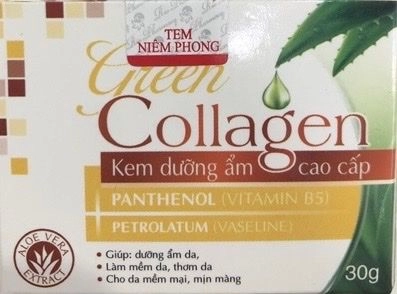 TEM
NIÊM PHONG
Green
Collagen
Kem dưỡng ẩm cao cấp
PANTHENOL (VITAMIN B5)
PETROLATUM (VASELINE)
ALOE VERA
EXTRACT
• Giúp: dưỡng ẩm da,
• Làm mềm da, thơm da
• Cho da mềm mại, mịn màng
30g